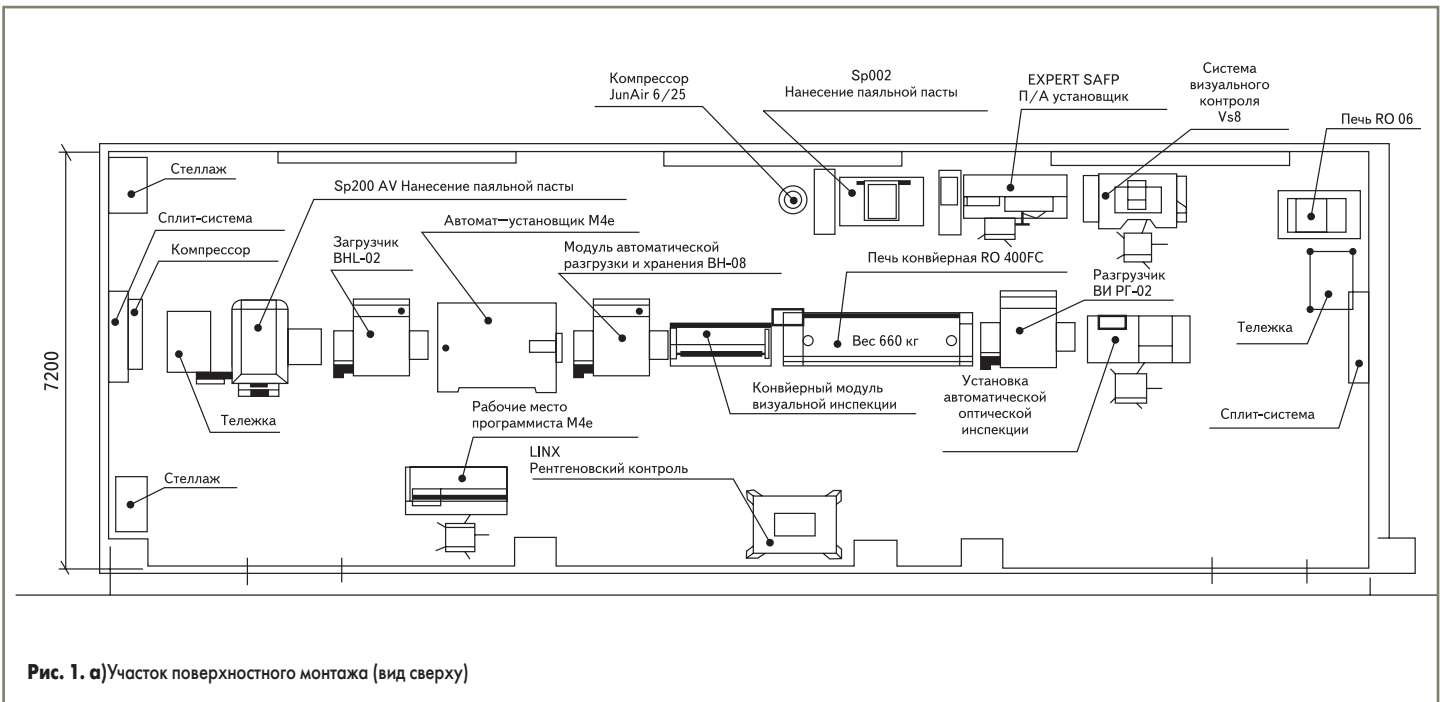 Компрессор
JunAir 6/25
Sp002
Нанесение паяльной пасты
EXPERT SAFP
П/А установщик
Система
визуального
контроля
Vs8
Печь RO 06
Стеллаж
Sp200 AV Нанесение паяльной пасты
Сплит-система
Автомат—установщик M4e
Компрессор
Загрузчик
BHL-02
Модуль автоматической
разгрузки и хранения BH-08
Печь конвйерная RO 400FC
Разгрузчик
ВИ РГ-02
7200
Вес 660 кг
Тележка
Тележка
Рабочие место
программиста M4e
Конвйерный модуль
визуальной инспекции
Установка
автоматической
оптической
инспекции
Сплит-система
LINX
Рентгеновский контроль
Стеллаж
Рис. 1. а)Участок поверхностного монтажа (вид сверху)